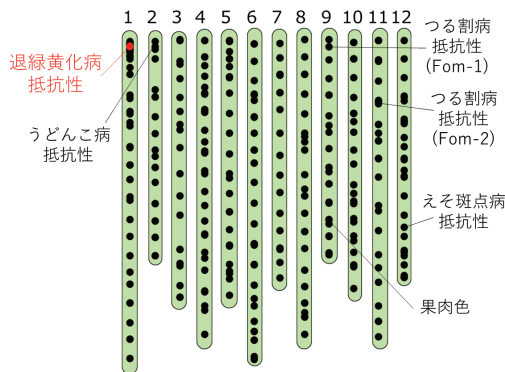 1 2 3 4 5 6 7 8 9 10 11 12
退緑黄化病
抵抗性
うどんこ病
抵抗性
つる割病
抵抗性
(Fom-1)
つる割病
抵抗性
(Fom-2)
えそ斑点病
抵抗性
果肉色